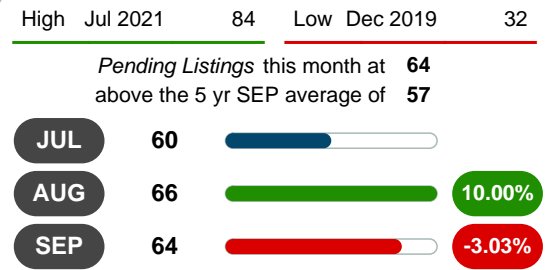 High Jul 2021 84 Low Dec 2019 32
Pending Listings this month at 64
above the 5 yr SEP average of 57
JUL 60
AUG 66 10.00%
SEP 64 -3.03%